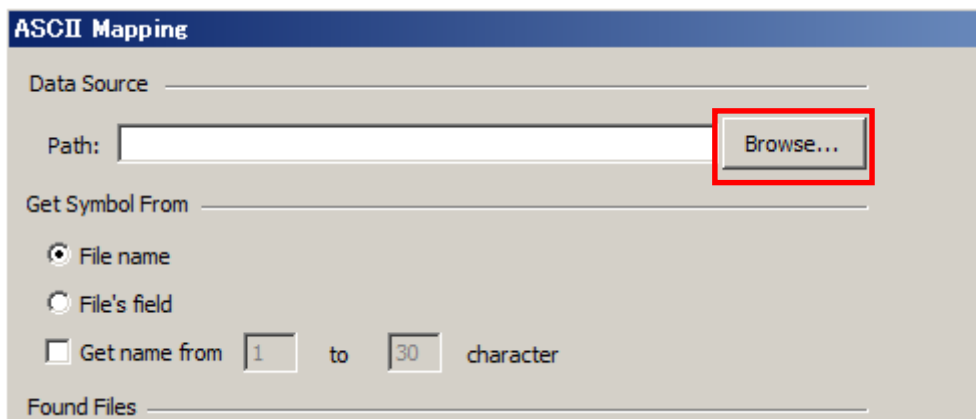 ASCII Mapping
Data Source
Path: Browse...
Get Symbol From
File name
File's field
Get name from 1 to 30 character
Found Files